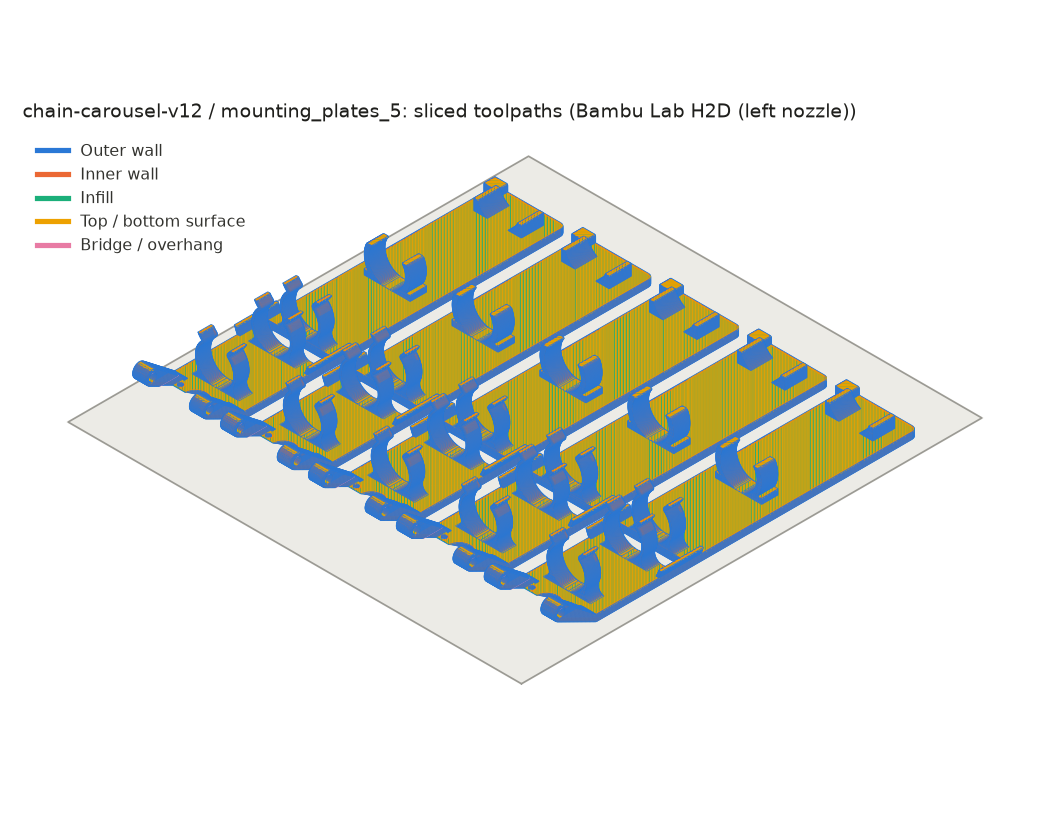 chain-carousel-v12 / mounting_plates_5: sliced toolpaths (Bambu Lab H2D (left nozzle))
Outer wall
Inner wall
Infill
Top / bottom surface
Bridge / overhang